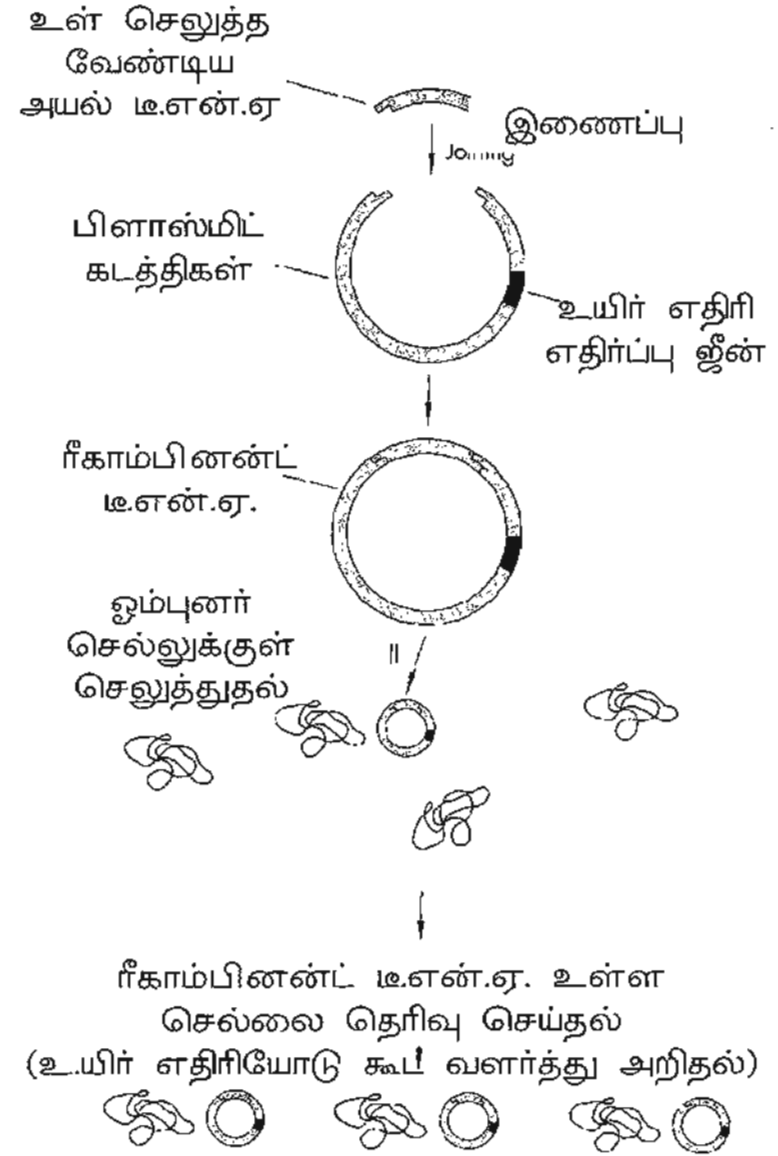 உள் செலுத்த
வேண்டிய
அயல் டீ.என்.ஏ
இணைப்பு
பிளாஸ்மிட்
கடத்திகள்
உயிர் எதிரி
எதிர்ப்பு ஜீன்
ரீகாம்பினன்ட்
டீ.என்.ஏ.
ஓம்புனர்
செல்லுக்குள்
செலுத்துதல்
ரீகாம்பினன்ட் டீ.என்.ஏ. உள்ள
செல்லை தெரிவு செய்தல்
(உ.யிர் எதிரியோடு கூட வளர்த்து அறிதல்)